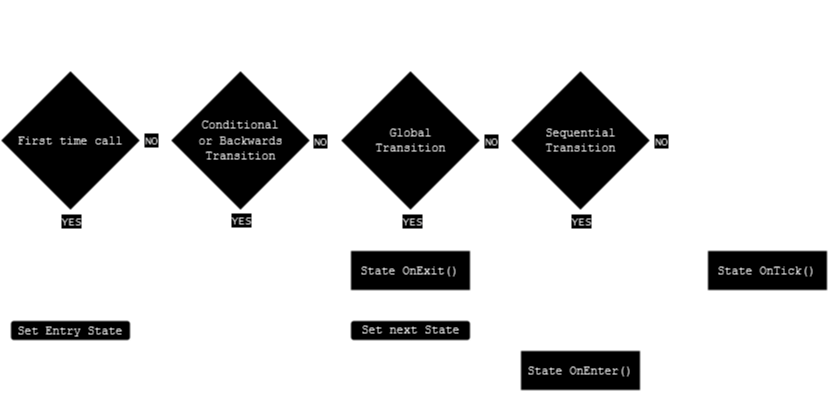 First time call
NO
Conditional
or Backwards
Transition
NO
Global
Transition
NO
Sequential
Transition
NO
YES
YES
YES
YES
State OnExit()
State OnTick()
Set Entry State
Set next State
State OnEnter()